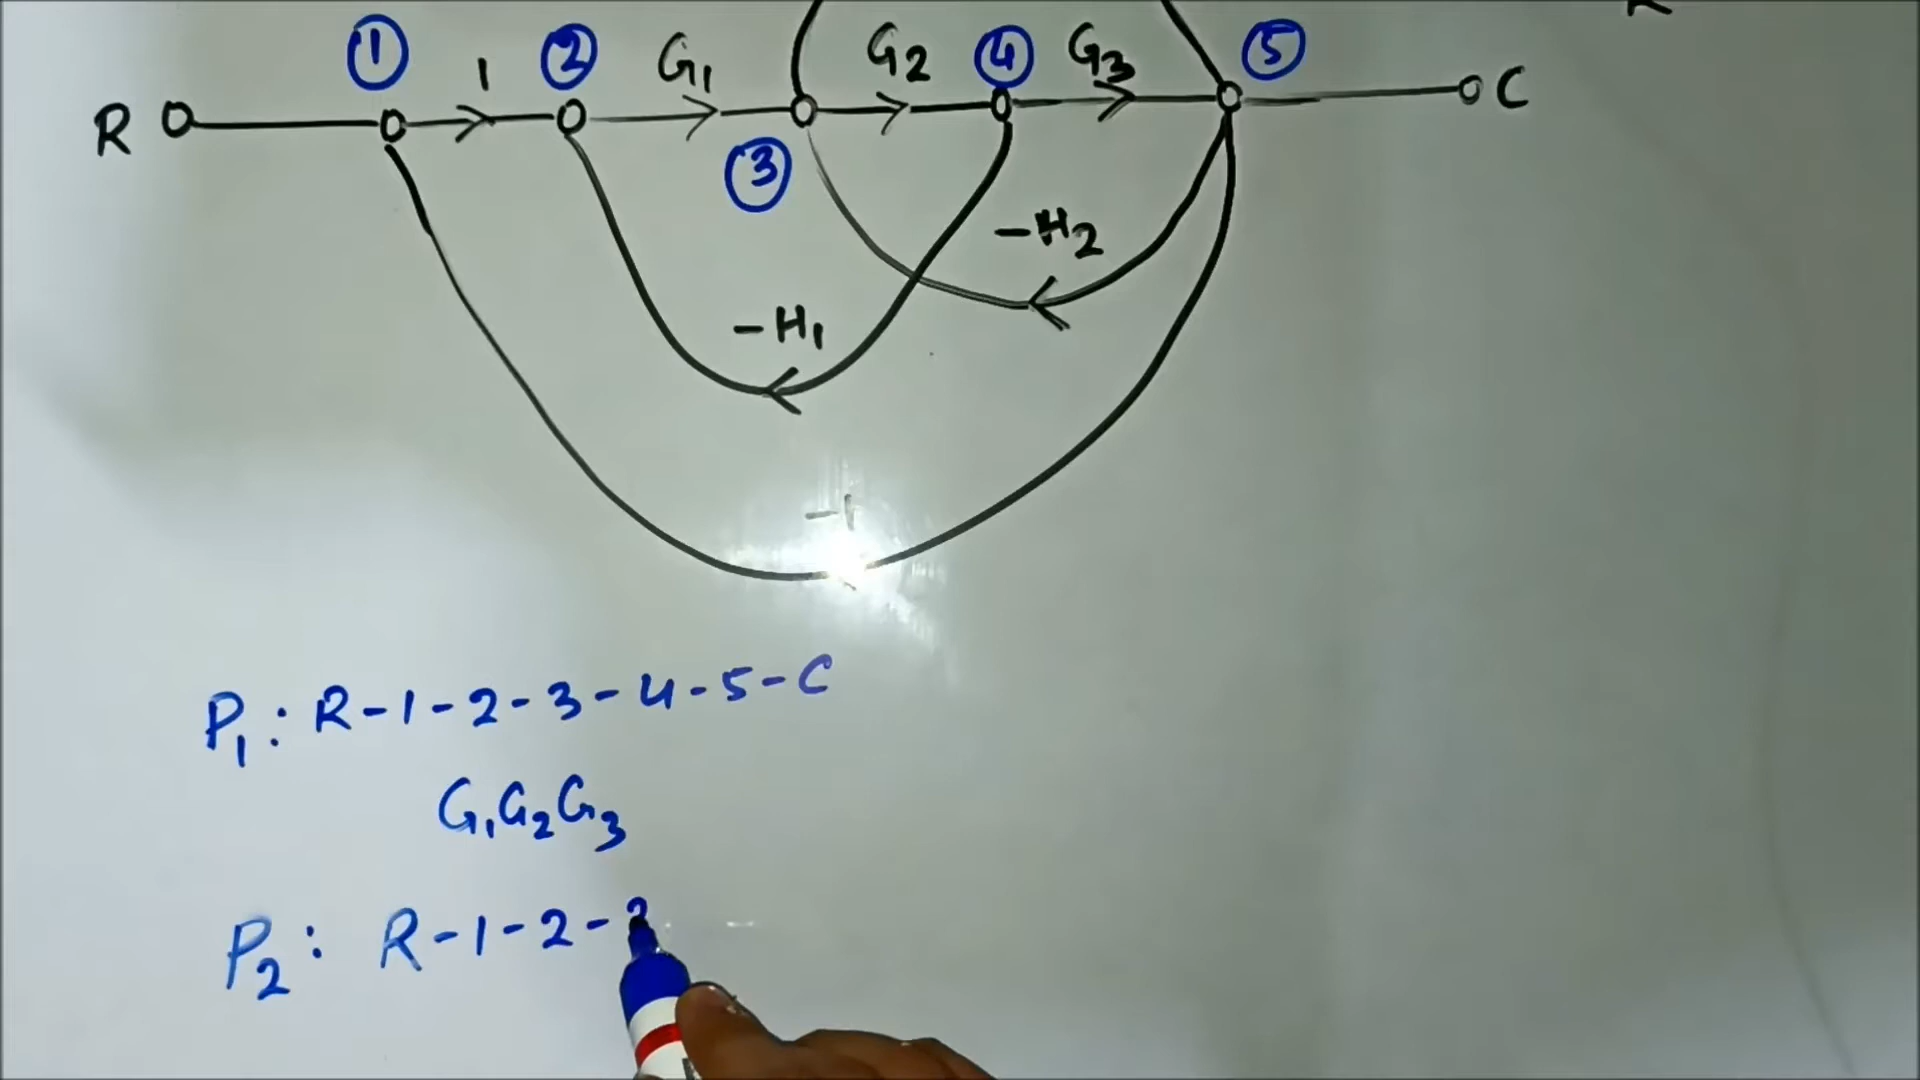 ① ② G₁ G₂ ④ G₃ ⑤
R 1 C
③
-H₂
-H₁
-1
P₁: R-1-2-3-4-5-C
G₁G₂G₃
P₂: R-1-2-